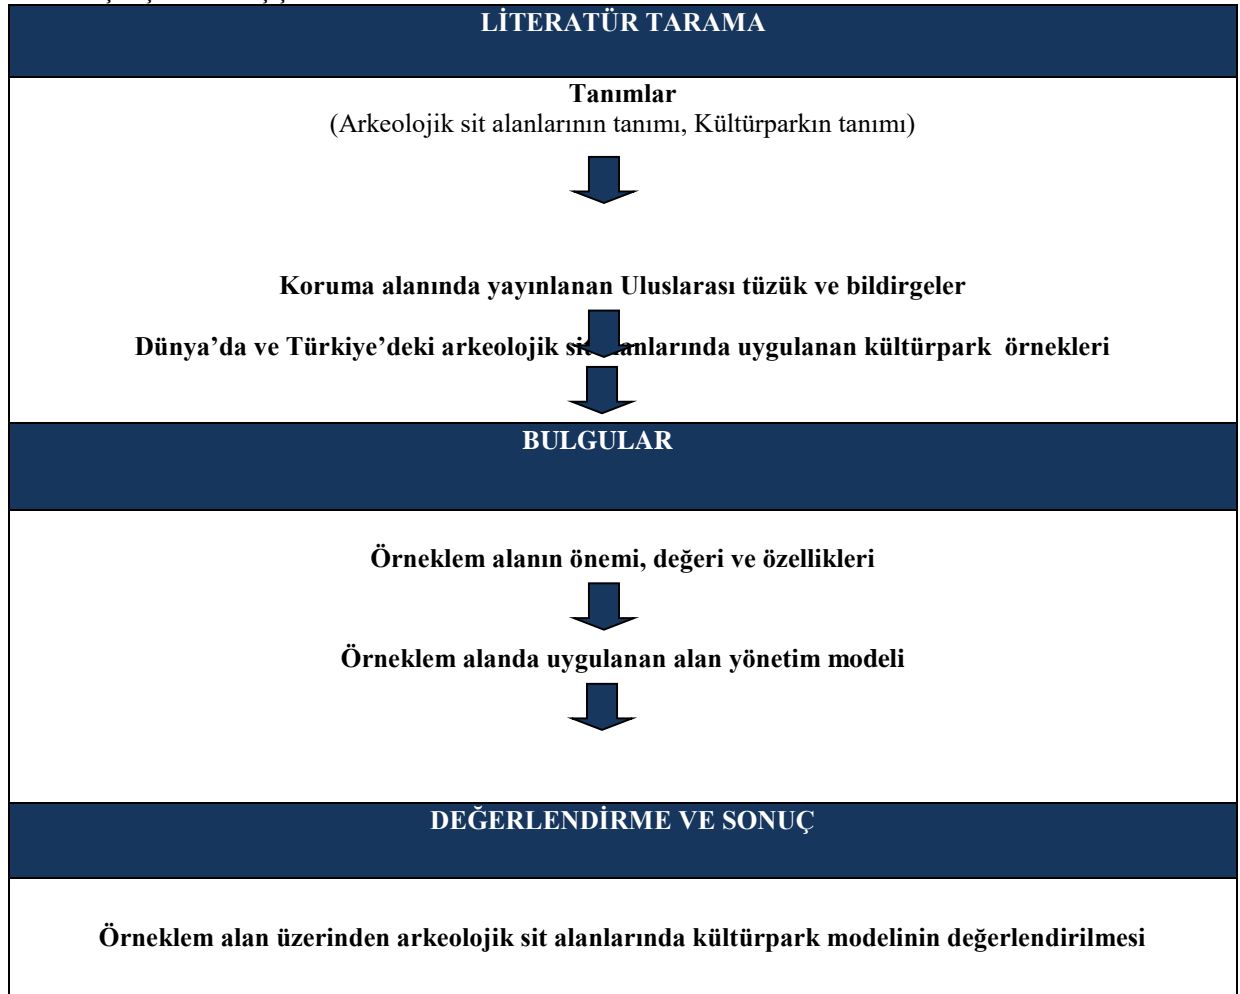 LİTERATÜR TARAMA
Tanımlar
(Arkeolojik sit alanlarının tanımı, Kültürparkın tanımı)
Koruma alanında yayınlanan Uluslarası tüzük ve bildirgeler
Dünya’da ve Türkiye’deki arkeolojik sit alanlarında uygulanan kültürpark örnekleri
BULGULAR
Örneklem alanın önemi, değeri ve özellikleri
Örneklem alanda uygulanan alan yönetim modeli
DEĞERLENDİRME VE SONUÇ
Örneklem alan üzerinden arkeolojik sit alanlarında kültürpark modelinin değerlendirilmesi